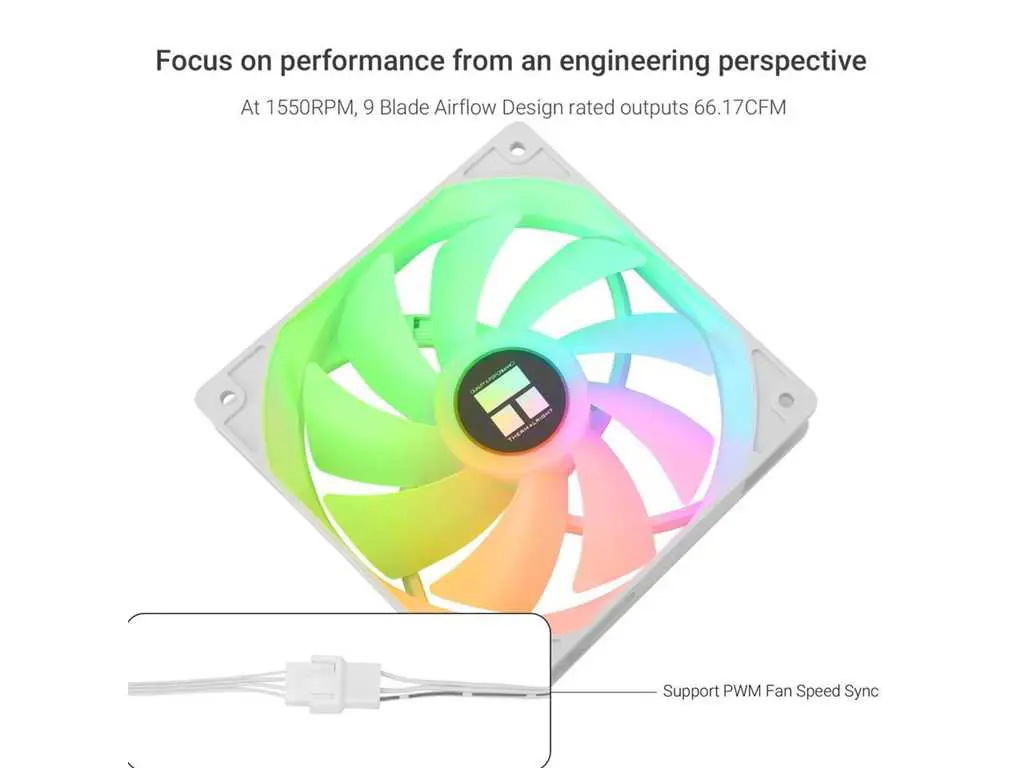 Focus on performance from an engineering perspective
At 1550RPM, 9 Blade Airflow Design rated outputs 66.17CFM
THERMALRIGHT
Support PWM Fan Speed Sync